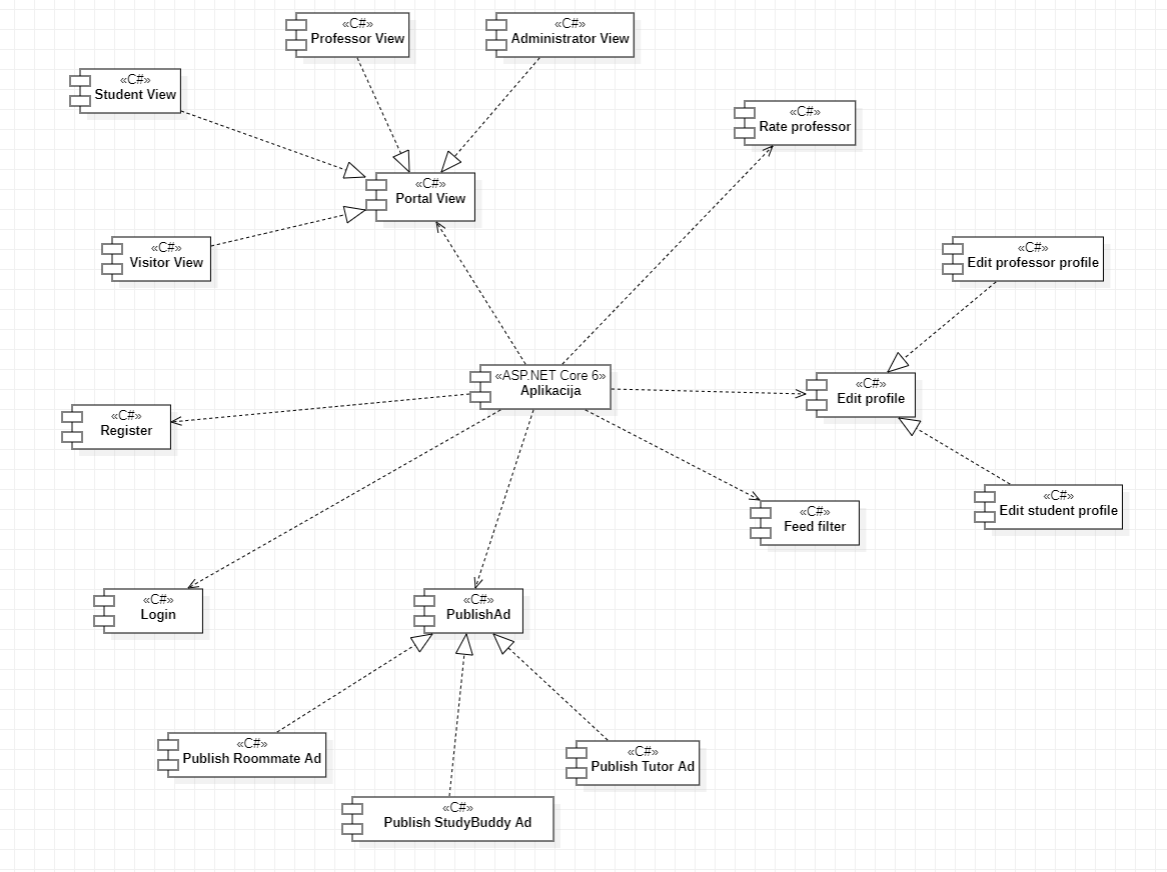 «C#»
Professor View
«C#»
Administrator View
«C#»
Student View
«C#»
Rate professor
«C#»
Portal View
«C#»
Visitor View
«C#»
Edit professor profile
«ASP.NET Core 6»
Aplikacija
«C#»
Edit profile
«C#»
Register
«C#»
Edit student profile
«C#»
Feed filter
«C#»
Login
«C#»
PublishAd
«C#»
Publish Roommate Ad
«C#»
Publish Tutor Ad
«C#»
Publish StudyBuddy Ad